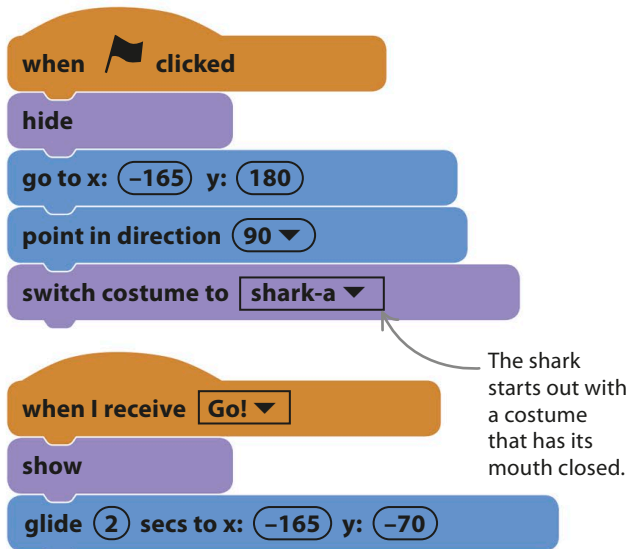 when clicked
hide
go to x: –165 y: 180
point in direction 90
switch costume to shark-a
The shark
starts out with
a costume
that has its
mouth closed.
when I receive Go!
show
glide 2 secs to x: –165 y: –70